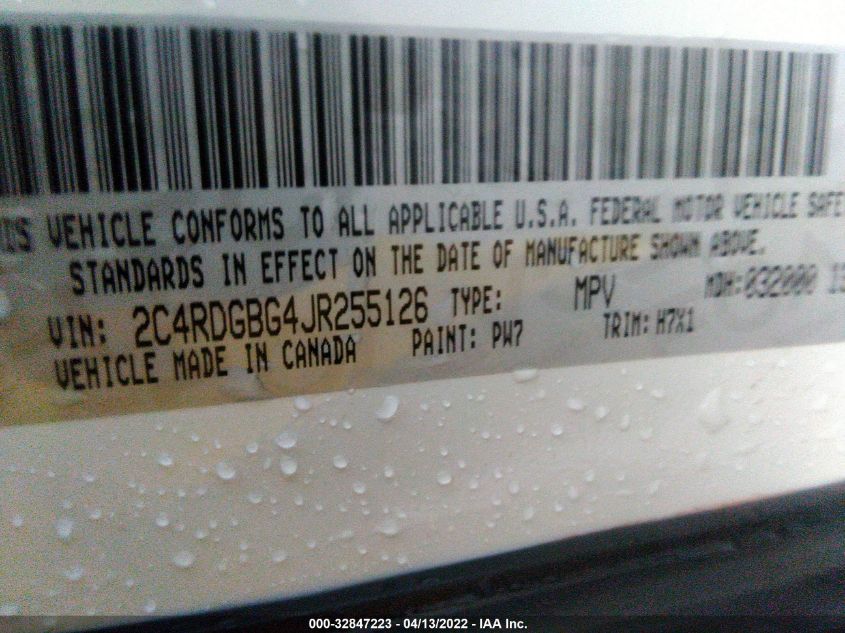 VEHICLE CONFORMS TO ALL APPLICABLE U.S.A. FEDERAL MOTOR VEHICLE SAFE
STANDARDS IN EFFECT ON THE DATE OF MANUFACTURE SHOWN ABOVE.
VIN: 2C4RDGBG4JR255126 TYPE: MPV MDH:032000
VEHICLE MADE IN CANADA PAINT: PW7 TRIM: H7X1
000-32847223 - 04/13/2022 - IAA Inc.